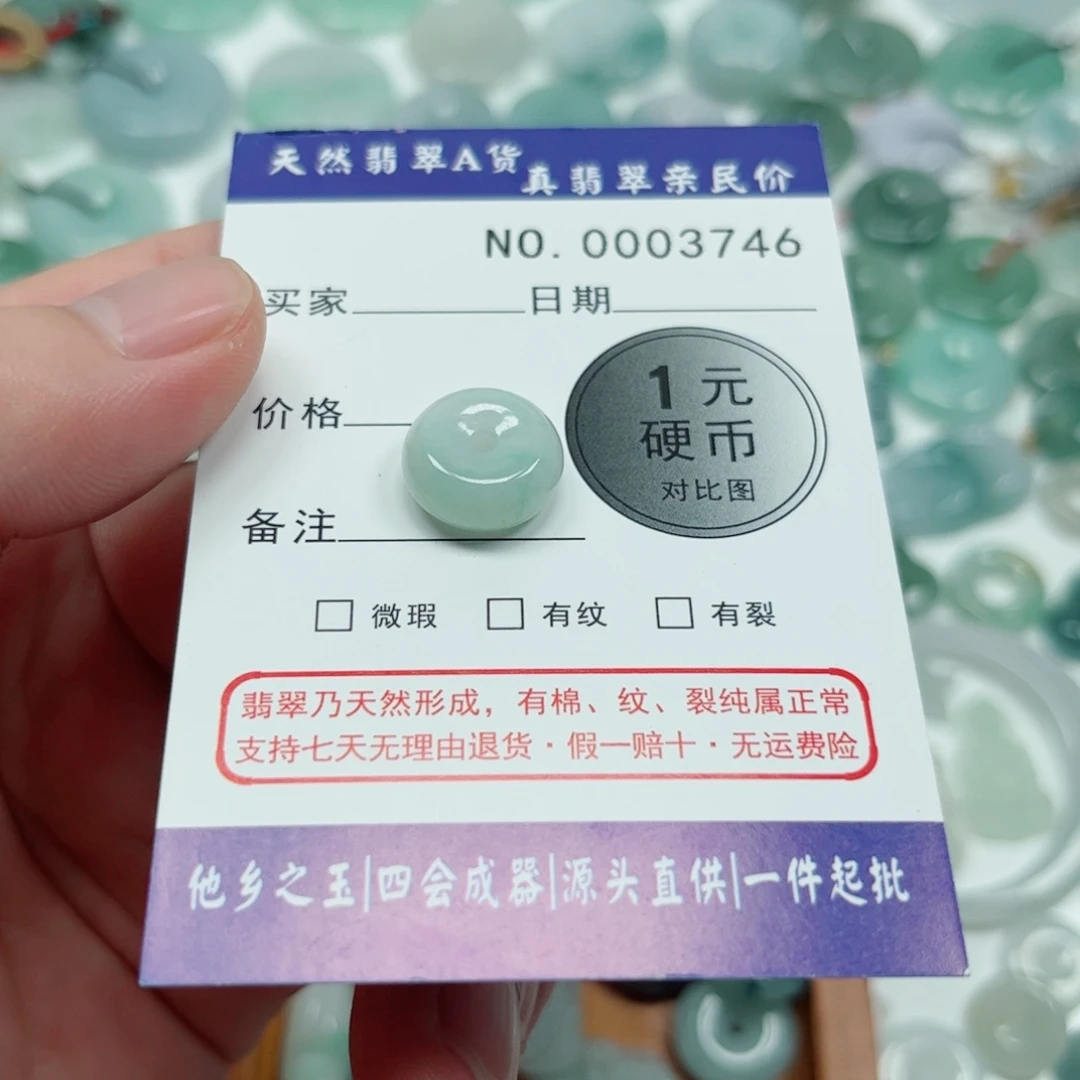 天然翡翠A货 真翡翠亲民价
NO. 0003746
买家 日期
价格
1元
硬币
对比图
备注
微瑕 有纹 有裂
翡翠乃天然形成，有棉、纹、裂纯属正常
支持七天无理由退货·假一赔十·无运费险
他乡之玉|四会成器|源头直供|一件起批